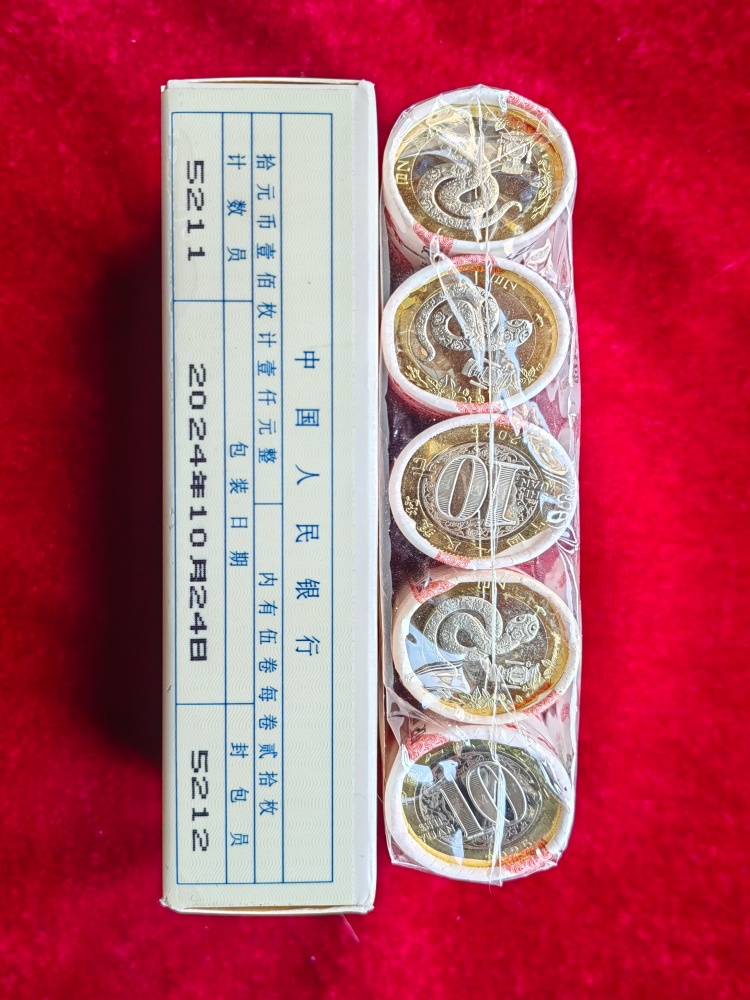 中国人民银行
拾元币壹佰枚计壹仟元整
内有伍卷每卷贰拾枚
计数员
包装日期
封包员
5211
2024年10月24日
5212
10
10